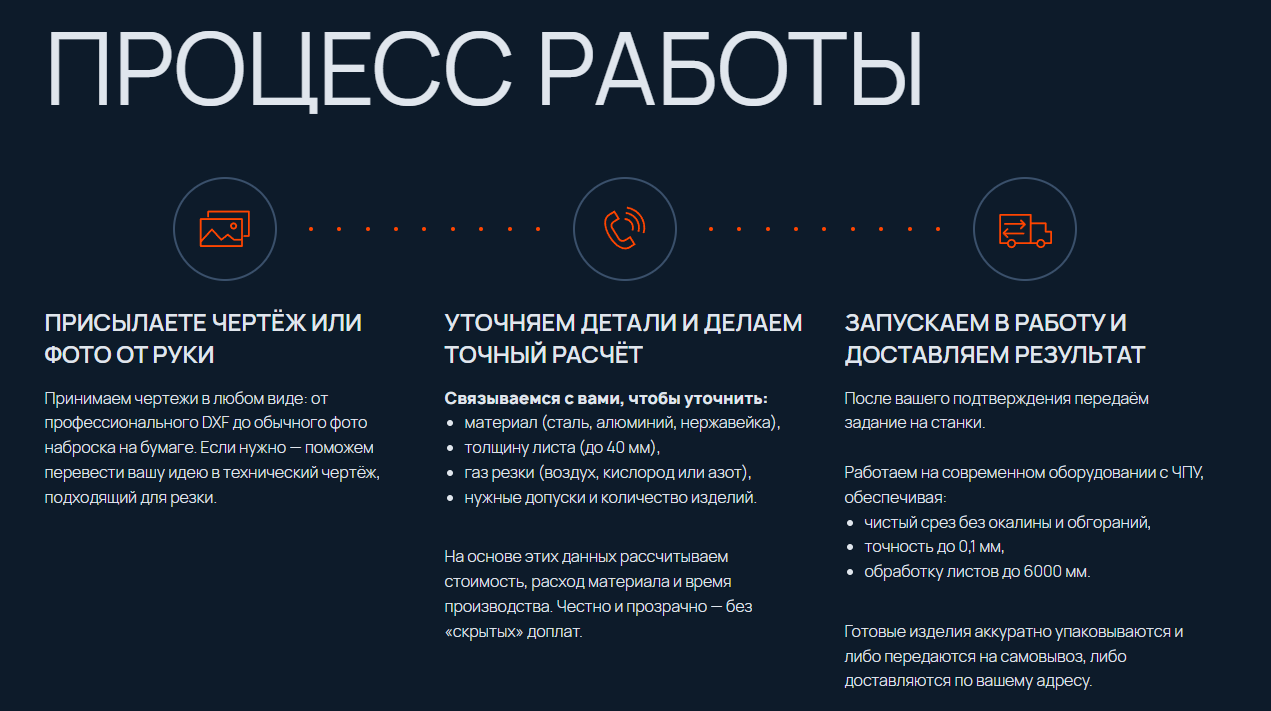 ПРОЦЕСС РАБОТЫ
ПРИСЫЛАЕТЕ ЧЕРТЁЖ ИЛИ
ФОТО ОТ РУКИ
Принимаем чертежи в любом виде: от
профессионального DXF до обычного фото
наброска на бумаге. Если нужно — поможем
перевести вашу идею в технический чертёж,
подходящий для резки.
УТОЧНЯЕМ ДЕТАЛИ И ДЕЛАЕМ
ТОЧНЫЙ РАСЧЁТ
Связываемся с вами, чтобы уточнить:
• материал (сталь, алюминий, нержавейка),
• толщину листа (до 40 мм),
• газ резки (воздух, кислород или азот),
• нужные допуски и количество изделий.
На основе этих данных рассчитываем
стоимость, расход материала и время
производства. Честно и прозрачно — без
«скрытых» доплат.
ЗАПУСКАЕМ В РАБОТУ И
ДОСТАВЛЯЕМ РЕЗУЛЬТАТ
После вашего подтверждения передаём
задание на станки.
Работаем на современном оборудовании с ЧПУ,
обеспечивая:
• чистый срез без окалины и обгораний,
• точность до 0,1 мм,
• обработку листов до 6000 мм.
Готовые изделия аккуратно упаковываются и
либо передаются на самовывоз, либо
доставляются по вашему адресу.